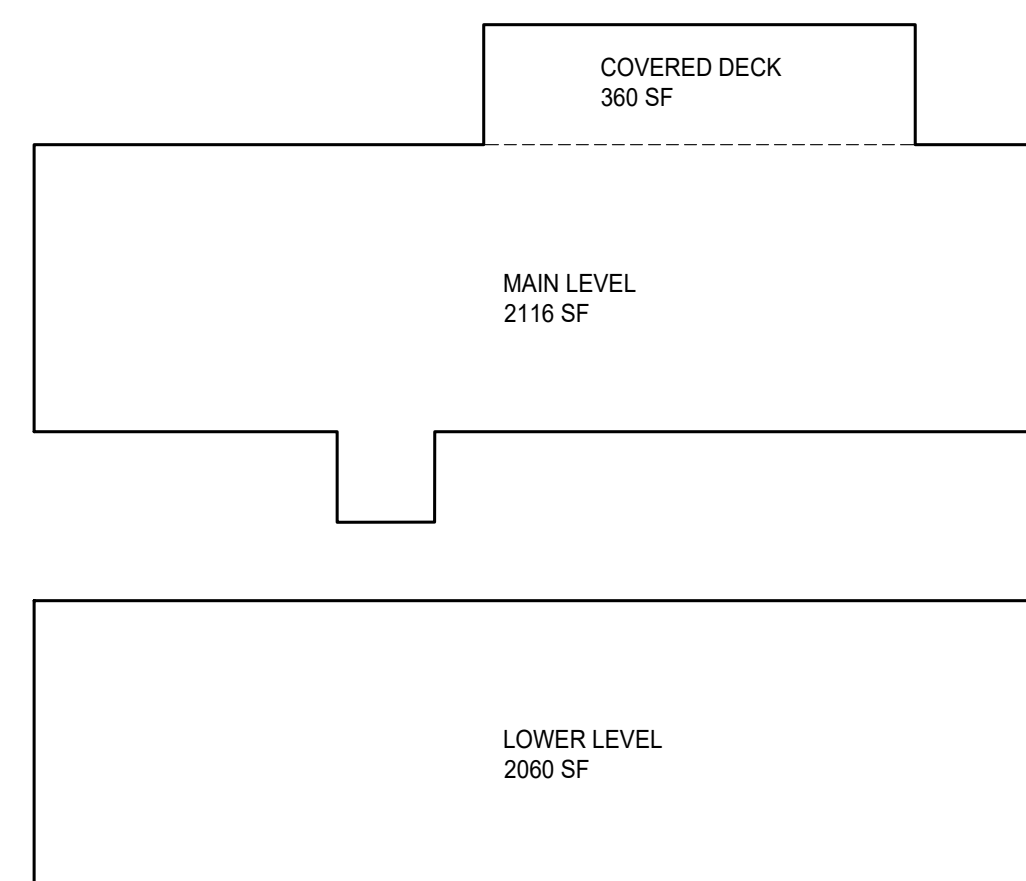 COVERED DECK
360 SF
MAIN LEVEL
2116 SF
LOWER LEVEL
2060 SF